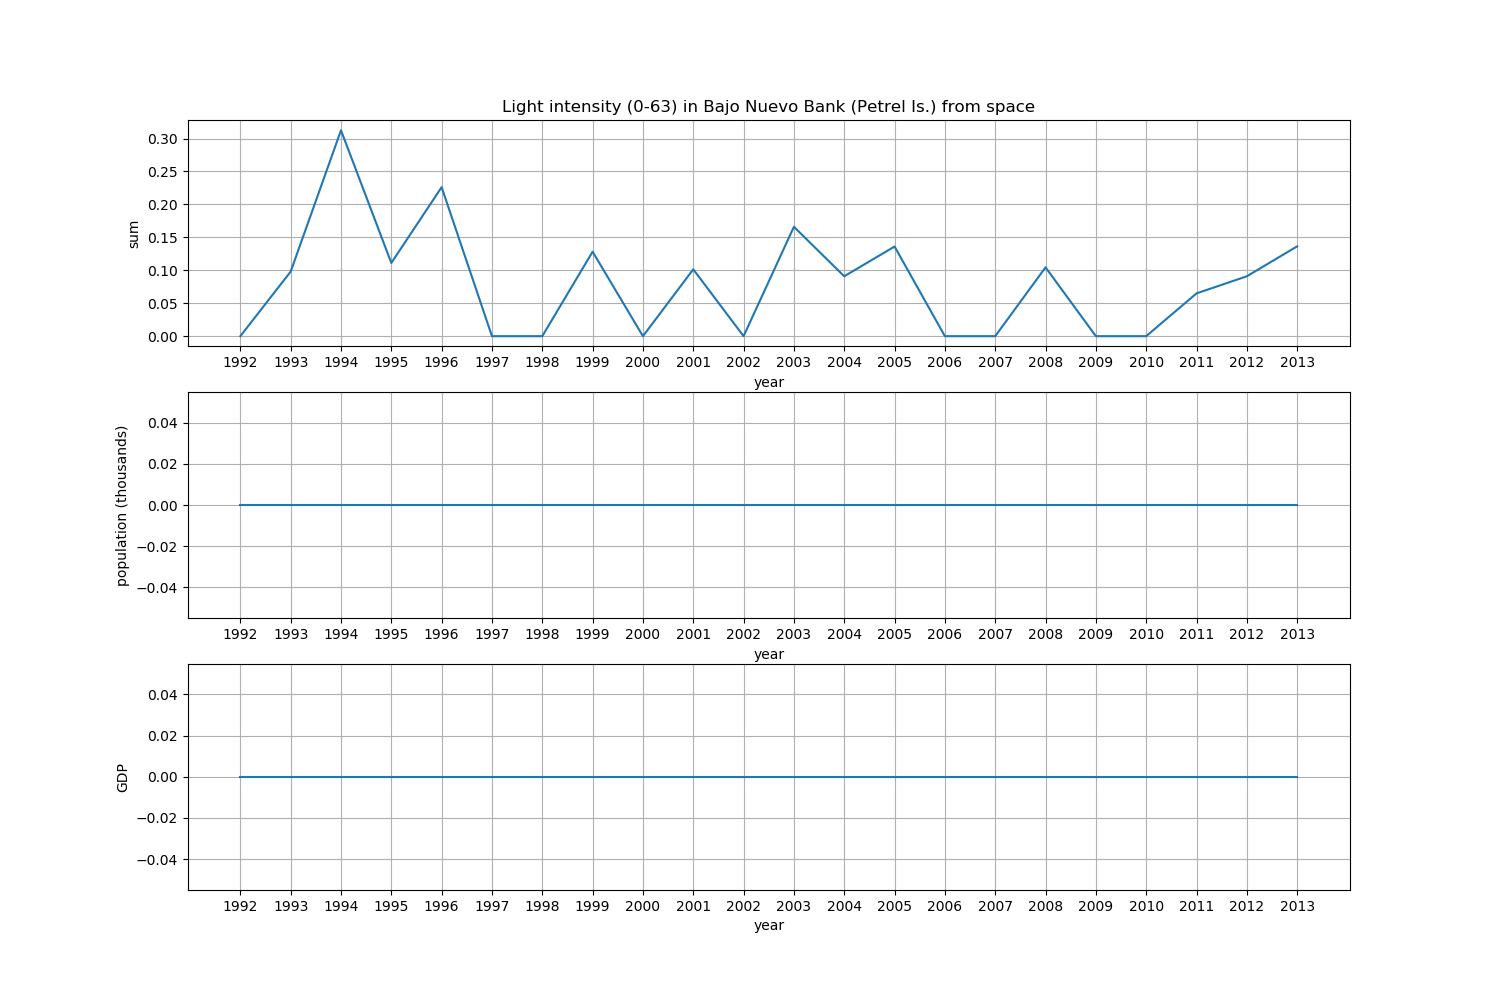 Light intensity (0-63) in Bajo Nuevo Bank (Petrel Is.) from space
sum
0.30
0.25
0.20
0.15
0.10
0.05
0.00
1992 1993 1994 1995 1996 1997 1998 1999 2000 2001 2002 2003 2004 2005 2006 2007 2008 2009 2010 2011 2012 2013
year
population (thousands)
0.04
0.02
0.00
−0.02
−0.04
1992 1993 1994 1995 1996 1997 1998 1999 2000 2001 2002 2003 2004 2005 2006 2007 2008 2009 2010 2011 2012 2013
year
GDP
0.04
0.02
0.00
−0.02
−0.04
1992 1993 1994 1995 1996 1997 1998 1999 2000 2001 2002 2003 2004 2005 2006 2007 2008 2009 2010 2011 2012 2013
year